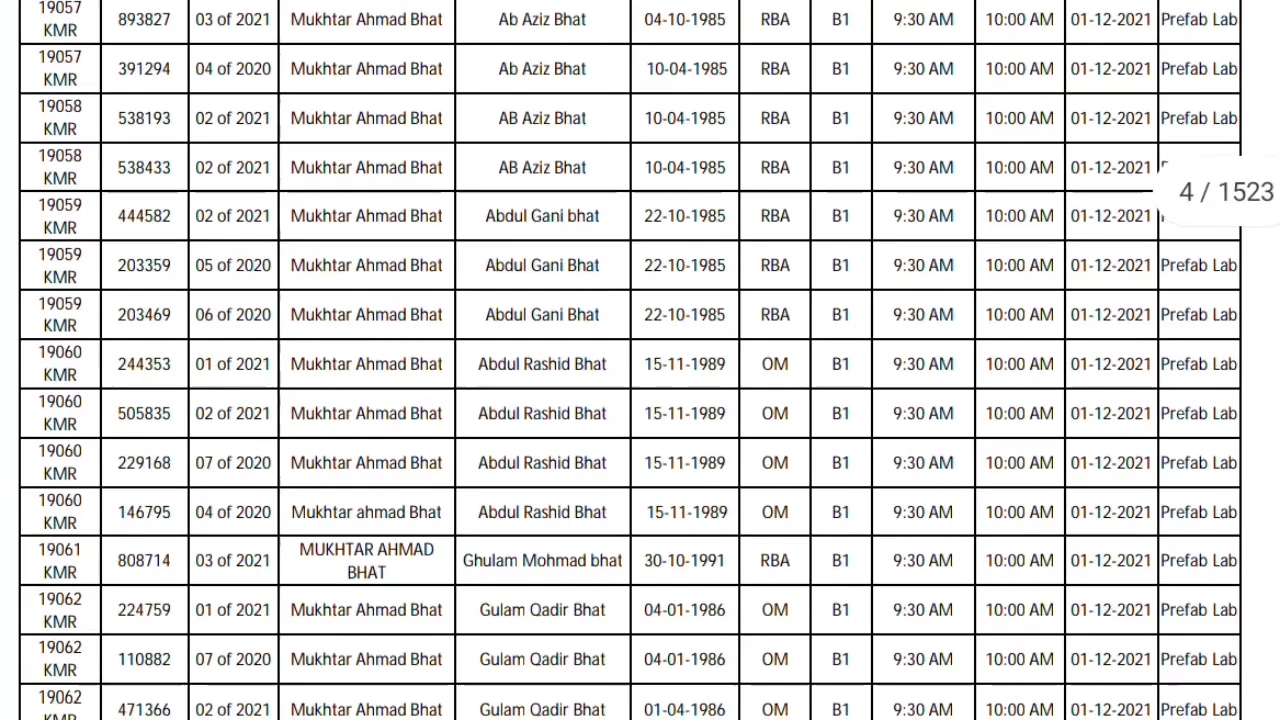 19057 KMR 893827 03 of 2021 Mukhtar Ahmad Bhat Ab Aziz Bhat 04-10-1985 RBA B1 9:30 AM 10:00 AM 01-12-2021 Prefab Lab
19057 KMR 391294 04 of 2020 Mukhtar Ahmad Bhat Ab Aziz Bhat 10-04-1985 RBA B1 9:30 AM 10:00 AM 01-12-2021 Prefab Lab
19058 KMR 538193 02 of 2021 Mukhtar Ahmad Bhat AB Aziz Bhat 10-04-1985 RBA B1 9:30 AM 10:00 AM 01-12-2021 Prefab Lab
19058 KMR 538433 02 of 2021 Mukhtar Ahmad Bhat AB Aziz Bhat 10-04-1985 RBA B1 9:30 AM 10:00 AM 01-12-2021
4 / 1523
19059 KMR 444582 02 of 2021 Mukhtar Ahmad Bhat Abdul Gani bhat 22-10-1985 RBA B1 9:30 AM 10:00 AM 01-12-2021
19059 KMR 203359 05 of 2020 Mukhtar Ahmad Bhat Abdul Gani Bhat 22-10-1985 RBA B1 9:30 AM 10:00 AM 01-12-2021 Prefab Lab
19059 KMR 203469 06 of 2020 Mukhtar Ahmad Bhat Abdul Gani Bhat 22-10-1985 RBA B1 9:30 AM 10:00 AM 01-12-2021 Prefab Lab
19060 KMR 244353 01 of 2021 Mukhtar Ahmad Bhat Abdul Rashid Bhat 15-11-1989 OM B1 9:30 AM 10:00 AM 01-12-2021 Prefab Lab
19060 KMR 505835 02 of 2021 Mukhtar Ahmad Bhat Abdul Rashid Bhat 15-11-1989 OM B1 9:30 AM 10:00 AM 01-12-2021 Prefab Lab
19060 KMR 229168 07 of 2020 Mukhtar Ahmad Bhat Abdul Rashid Bhat 15-11-1989 OM B1 9:30 AM 10:00 AM 01-12-2021 Prefab Lab
19060 KMR 146795 04 of 2020 Mukhtar ahmad Bhat Abdul Rashid Bhat 15-11-1989 OM B1 9:30 AM 10:00 AM 01-12-2021 Prefab Lab
19061 KMR 808714 03 of 2021 MUKHTAR AHMAD BHAT Ghulam Mohmad bhat 30-10-1991 RBA B1 9:30 AM 10:00 AM 01-12-2021 Prefab Lab
19062 KMR 224759 01 of 2021 Mukhtar Ahmad Bhat Gulam Qadir Bhat 04-01-1986 OM B1 9:30 AM 10:00 AM 01-12-2021 Prefab Lab
19062 KMR 110882 07 of 2020 Mukhtar Ahmad Bhat Gulam Qadir Bhat 04-01-1986 OM B1 9:30 AM 10:00 AM 01-12-2021 Prefab Lab
19062 KMR 471366 02 of 2021 Mukhtar Ahmad Bhat Gulam Qadir Bhat 01-04-1986 OM B1 9:30 AM 10:00 AM 01-12-2021 Prefab Lab